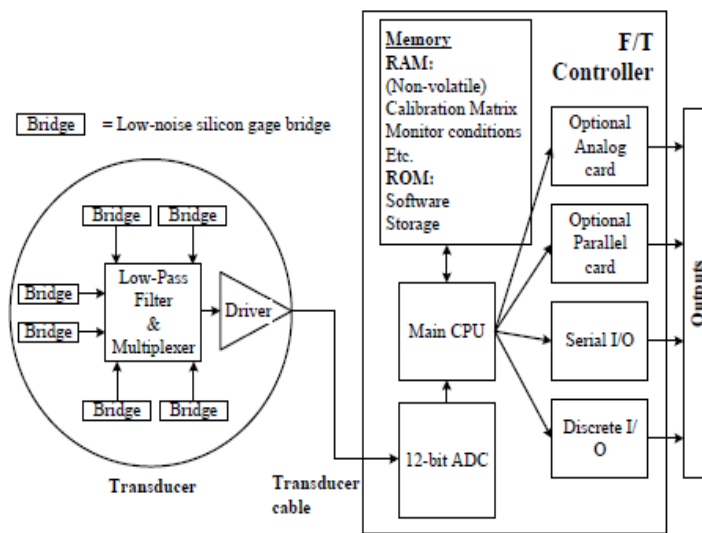 Bridge = Low-noise silicon gage bridge
Bridge
Bridge
Bridge
Bridge
Low-Pass
Filter
&
Multiplexer
Driver
Bridge
Bridge
Transducer
Transducer
cable
F/T
Controller
Memory
RAM:
(Non-volatile)
Calibration Matrix
Monitor conditions
Etc.
ROM:
Software
Storage
Main CPU
12-bit ADC
Optional
Analog
card
Optional
Parallel
card
Serial I/O
Discrete I/
O
Outputs